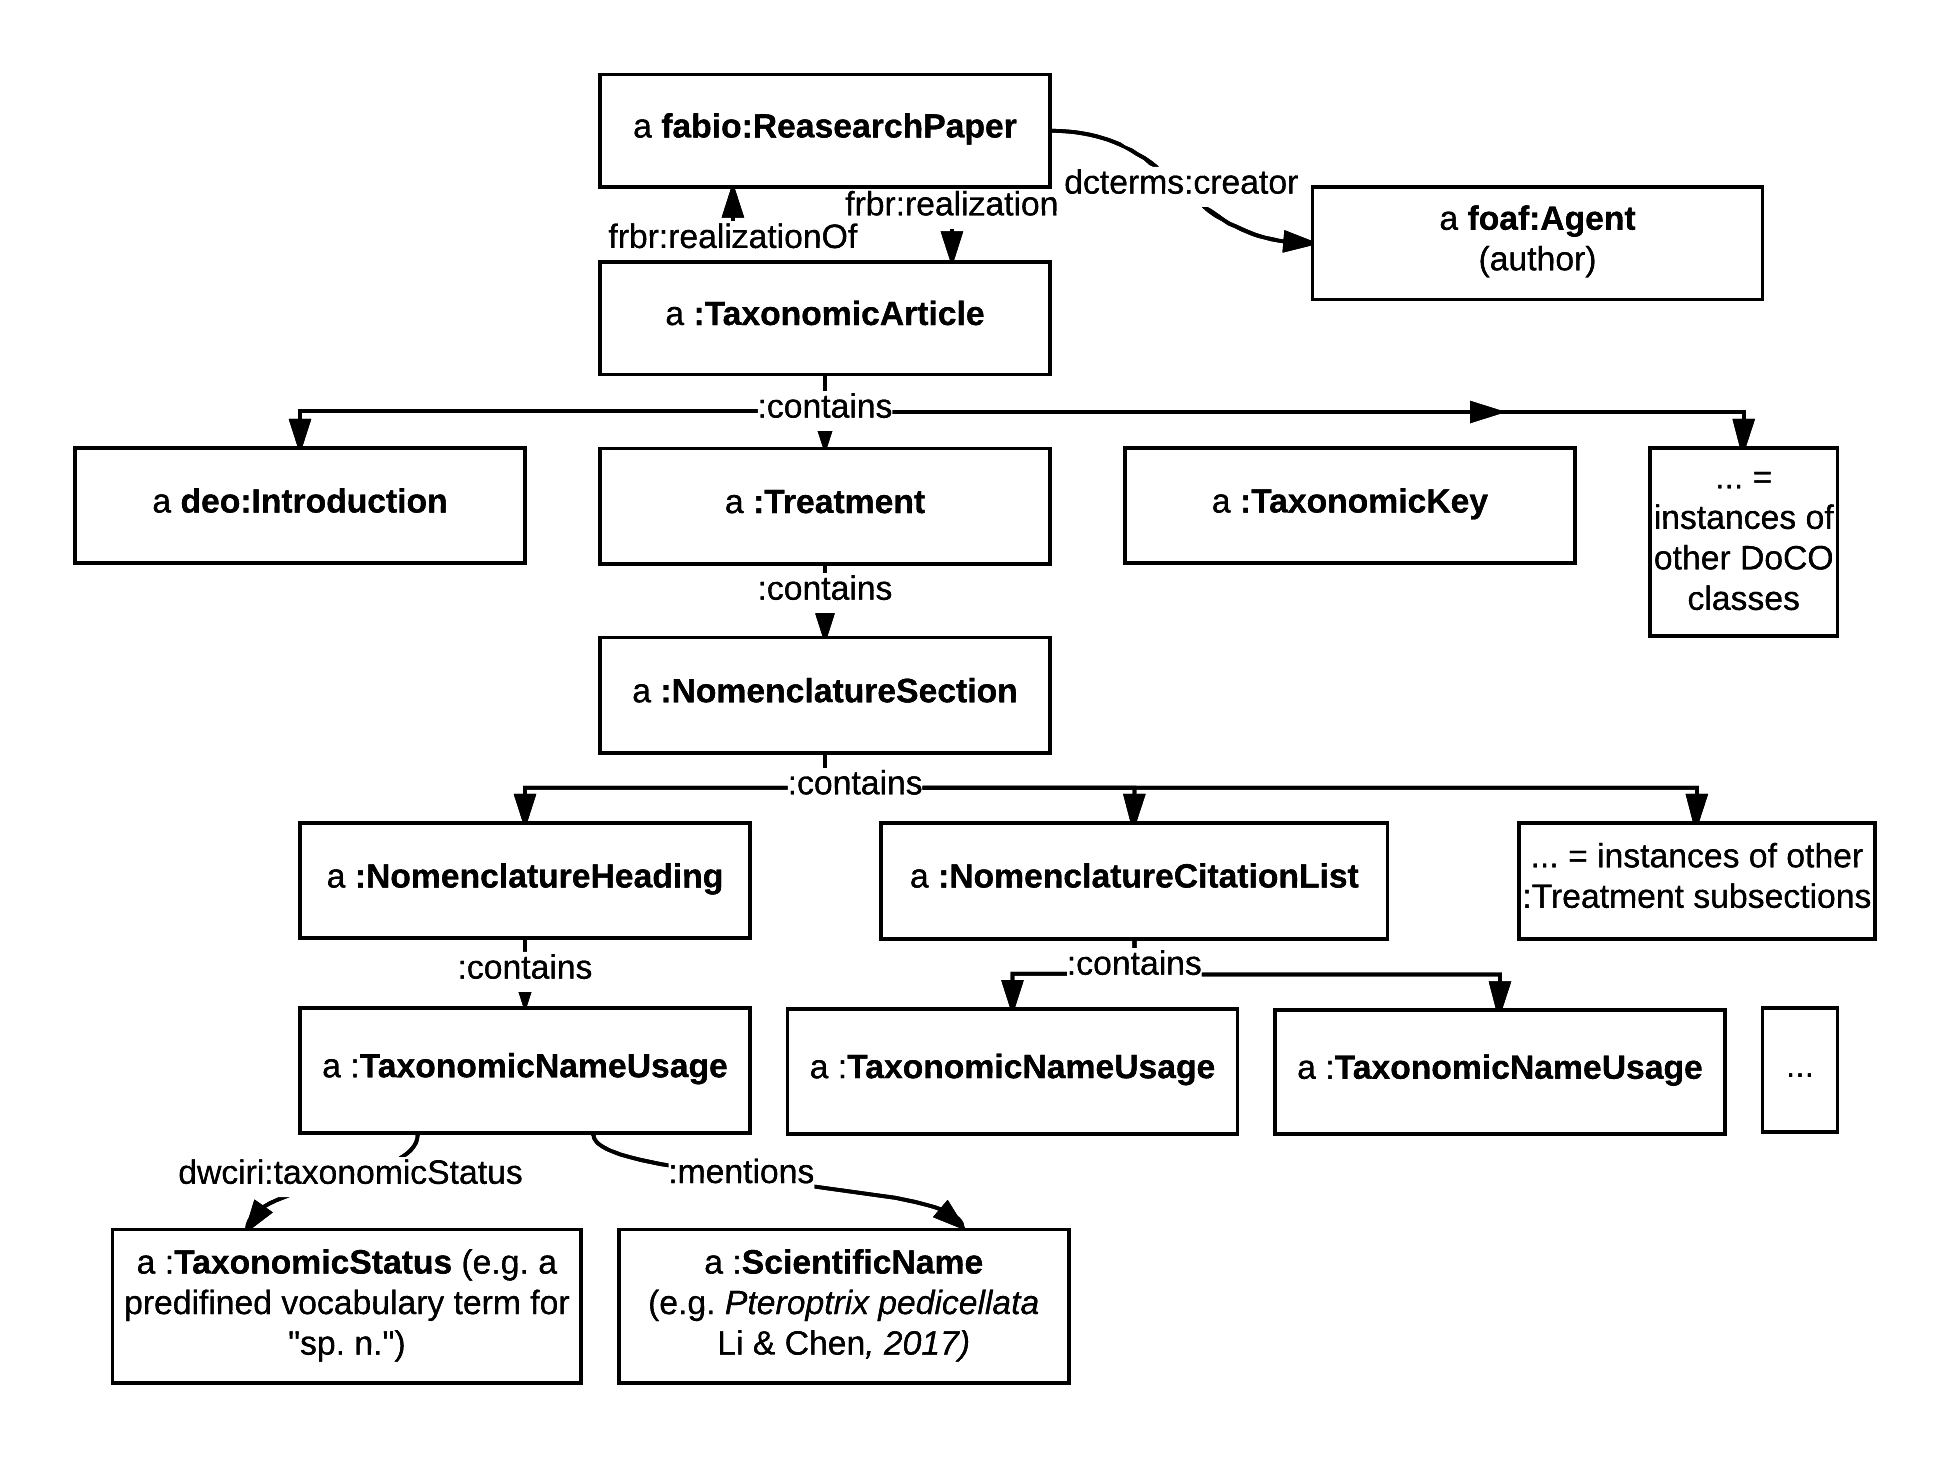 a fabio:ReasearchPaper
dcterms:creator
frbr:realization
frbr:realizationOf
a foaf:Agent
(author)
a :TaxonomicArticle
:contains
a deo:Introduction
a :Treatment
a :TaxonomicKey
... =
instances of
other DoCO
classes
:contains
a :NomenclatureSection
:contains
a :NomenclatureHeading
a :NomenclatureCitationList
... = instances of other
:Treatment subsections
:contains
:contains
a :TaxonomicNameUsage
a :TaxonomicNameUsage
a :TaxonomicNameUsage
...
dwciri:taxonomicStatus
:mentions
a :TaxonomicStatus (e.g. a
predifined vocabulary term for
"sp. n.")
a :ScientificName
(e.g. Pteroptrix pedicellata
Li & Chen, 2017)